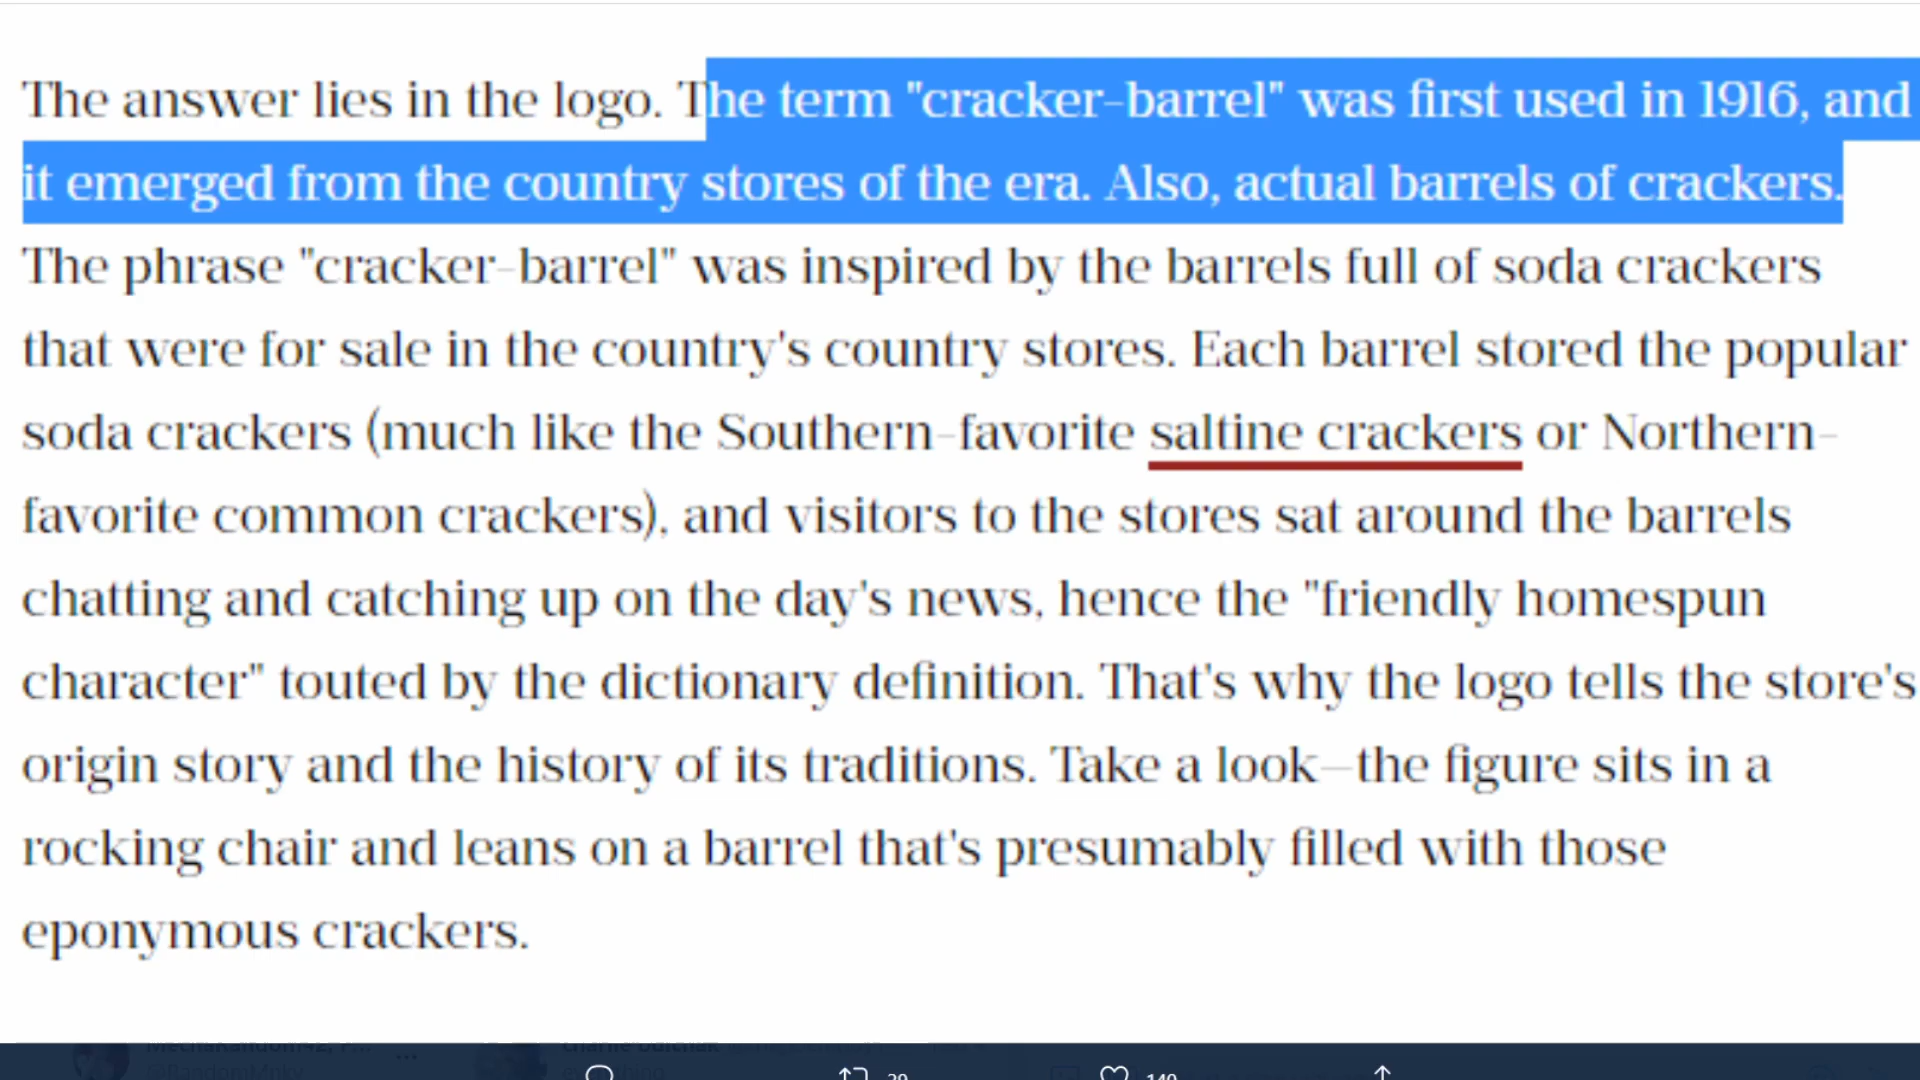 The answer lies in the logo. The term "cracker-barrel" was first used in 1916, and
it emerged from the country stores of the era. Also, actual barrels of crackers.
The phrase "cracker-barrel" was inspired by the barrels full of soda crackers
that were for sale in the country's country stores. Each barrel stored the popular
soda crackers (much like the Southern-favorite saltine crackers or Northern-
favorite common crackers), and visitors to the stores sat around the barrels
chatting and catching up on the day's news, hence the "friendly homespun
character" touted by the dictionary definition. That's why the logo tells the store's
origin story and the history of its traditions. Take a look—the figure sits in a
rocking chair and leans on a barrel that's presumably filled with those
eponymous crackers.
29 140